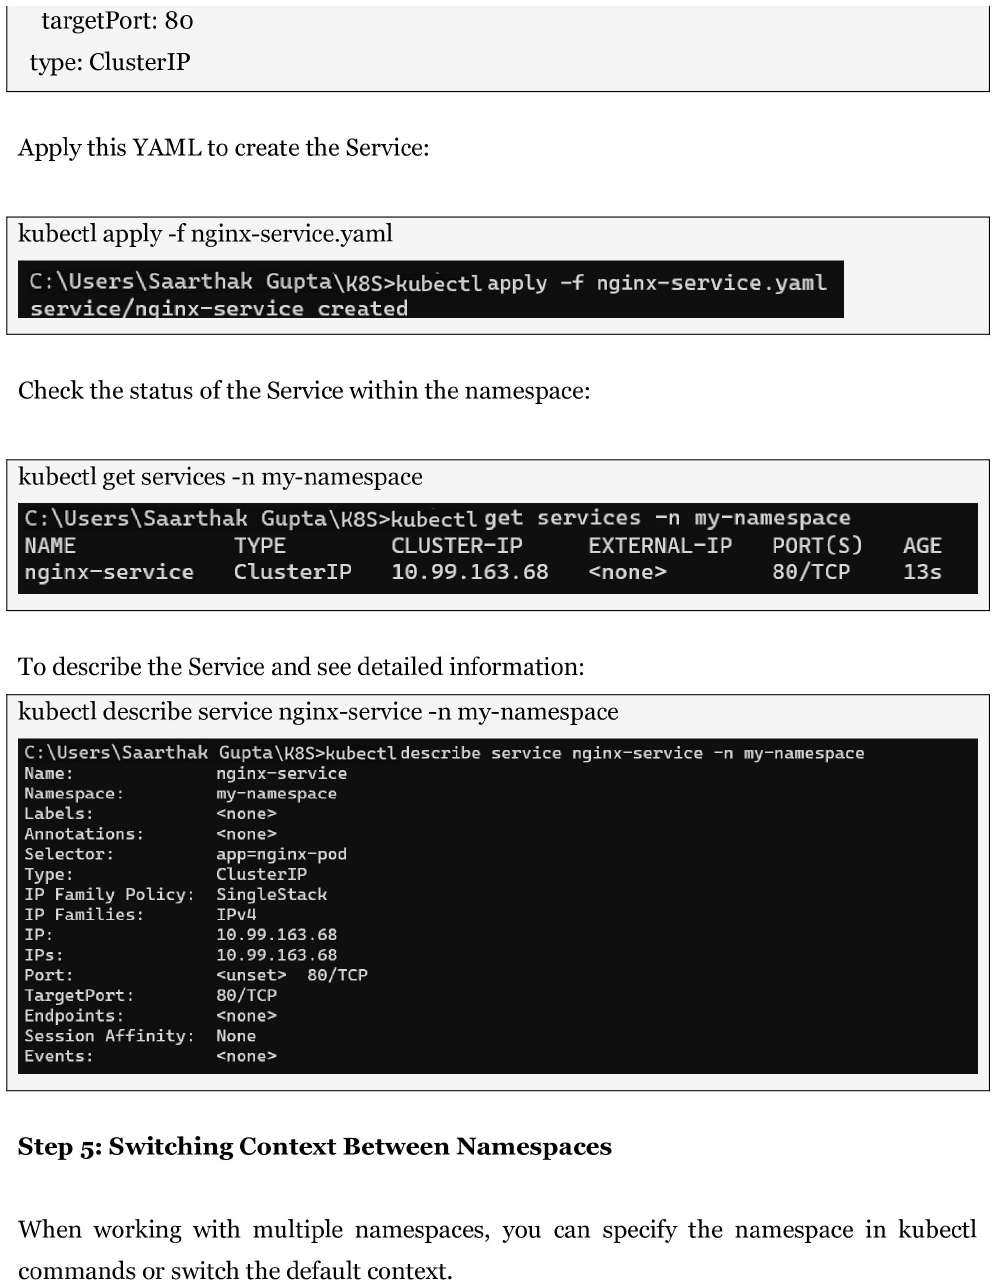 targetPort: 80
type: ClusterIP
Apply this YAML to create the Service:
kubectl apply -f nginx-service.yaml
C:\Users\Saarthak Gupta\K8S>kubectl apply -f nginx-service.yaml
service/nginx-service created
Check the status of the Service within the namespace:
kubectl get services -n my-namespace
C:\Users\Saarthak Gupta\K8S>kubectl get services -n my-namespace
NAME TYPE CLUSTER-IP EXTERNAL-IP PORT(S) AGE
nginx-service ClusterIP 10.99.163.68 <none> 80/TCP 13s
To describe the Service and see detailed information:
kubectl describe service nginx-service -n my-namespace
C:\Users\Saarthak Gupta\K8S>kubectl describe service nginx-service -n my-namespace
Name: nginx-service
Namespace: my-namespace
Labels: <none>
Annotations: <none>
Selector: app=nginx-pod
Type: ClusterIP
IP Family Policy: SingleStack
IP Families: IPv4
IP: 10.99.163.68
IPs: 10.99.163.68
Port: <unset> 80/TCP
TargetPort: 80/TCP
Endpoints: <none>
Session Affinity: None
Events: <none>
Step 5: Switching Context Between Namespaces
When working with multiple namespaces, you can specify the namespace in kubectl
commands or switch the default context.